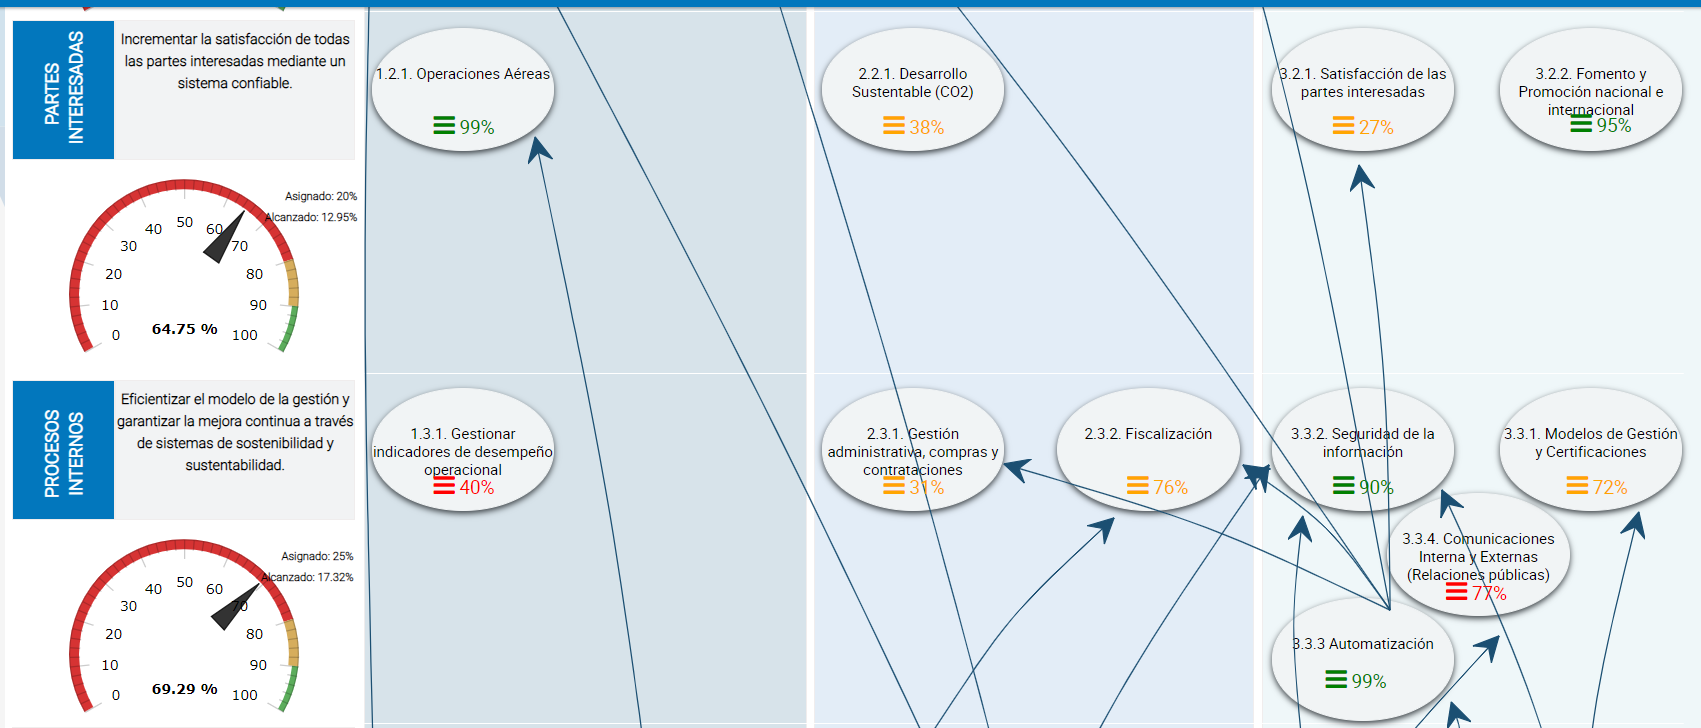 PARTES
INTERESADAS
Incrementar la satisfacción de todas
las partes interesadas mediante un
sistema confiable.
Asignado: 20%
Alcanzado: 12.95%
0
10
20
30
40
50
60
70
80
90
100
64.75 %
1.2.1. Operaciones Aéreas
99%
2.2.1. Desarrollo
Sustentable (CO2)
38%
3.2.1. Satisfacción de las
partes interesadas
27%
3.2.2. Fomento y
Promoción nacional e
internacional
95%
PROCESOS
INTERNOS
Eficientizar el modelo de la gestión y
garantizar la mejora continua a través
de sistemas de sostenibilidad y
sustentabilidad.
Asignado: 25%
Alcanzado: 17.32%
0
10
20
30
40
50
60
70
80
90
100
69.29 %
1.3.1. Gestionar
indicadores de desempeño
operacional
40%
2.3.1. Gestión
administrativa, compras y
contrataciones
31%
2.3.2. Fiscalización
76%
3.3.2. Seguridad de la
información
90%
3.3.1. Modelos de Gestión
y Certificaciones
72%
3.3.4. Comunicaciones
Interna y Externas
(Relaciones públicas)
77%
3.3.3 Automatización
99%